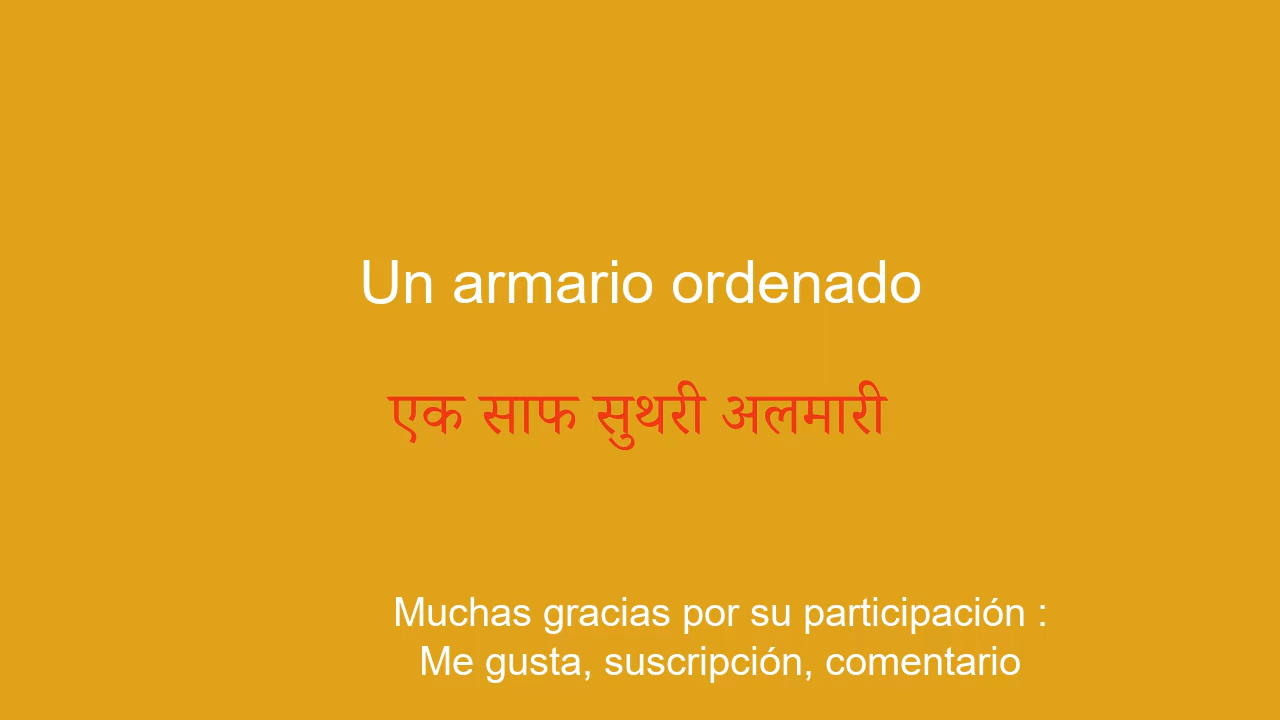 Un armario ordenado
एक साफ सुथरी अलमारी
Muchas gracias por su participación :
Me gusta, suscripción, comentario